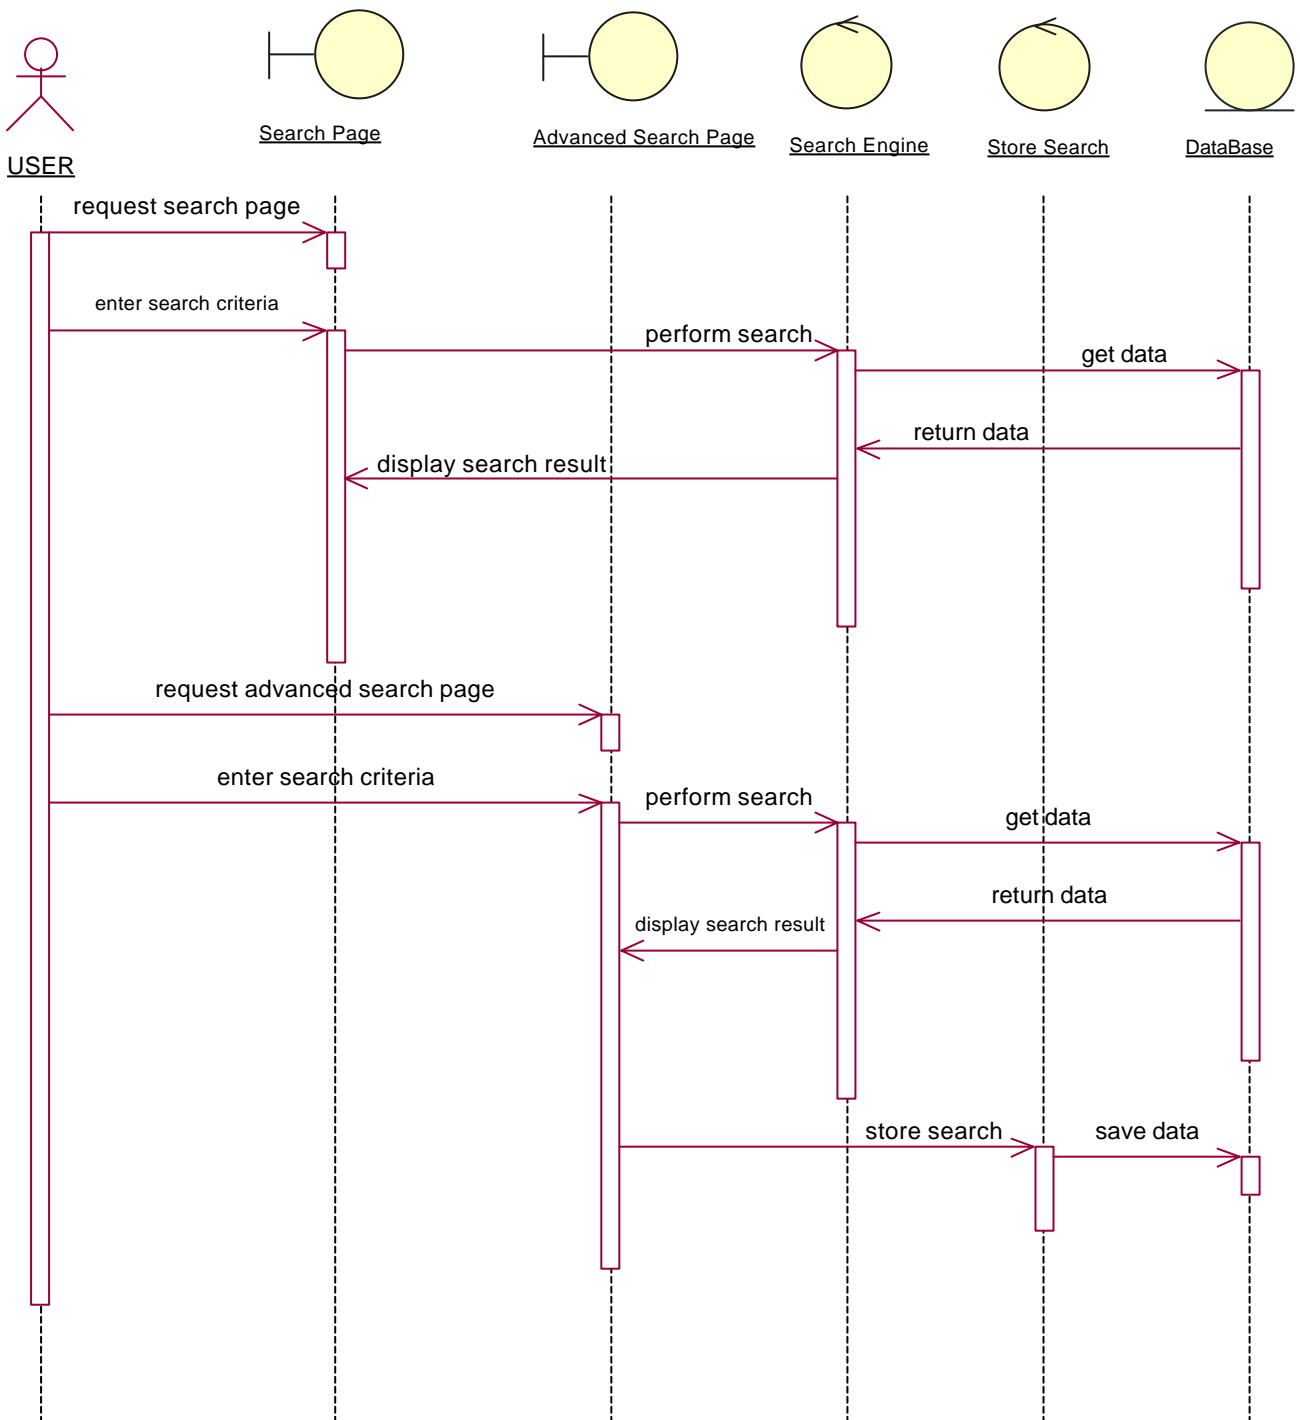 USER
Search Page
Advanced Search Page
Search Engine
Store Search
DataBase
request search page
enter search criteria
perform search
get data
return data
display search result
request advanced search page
enter search criteria
perform search
get data
return data
display search result
store search
save data